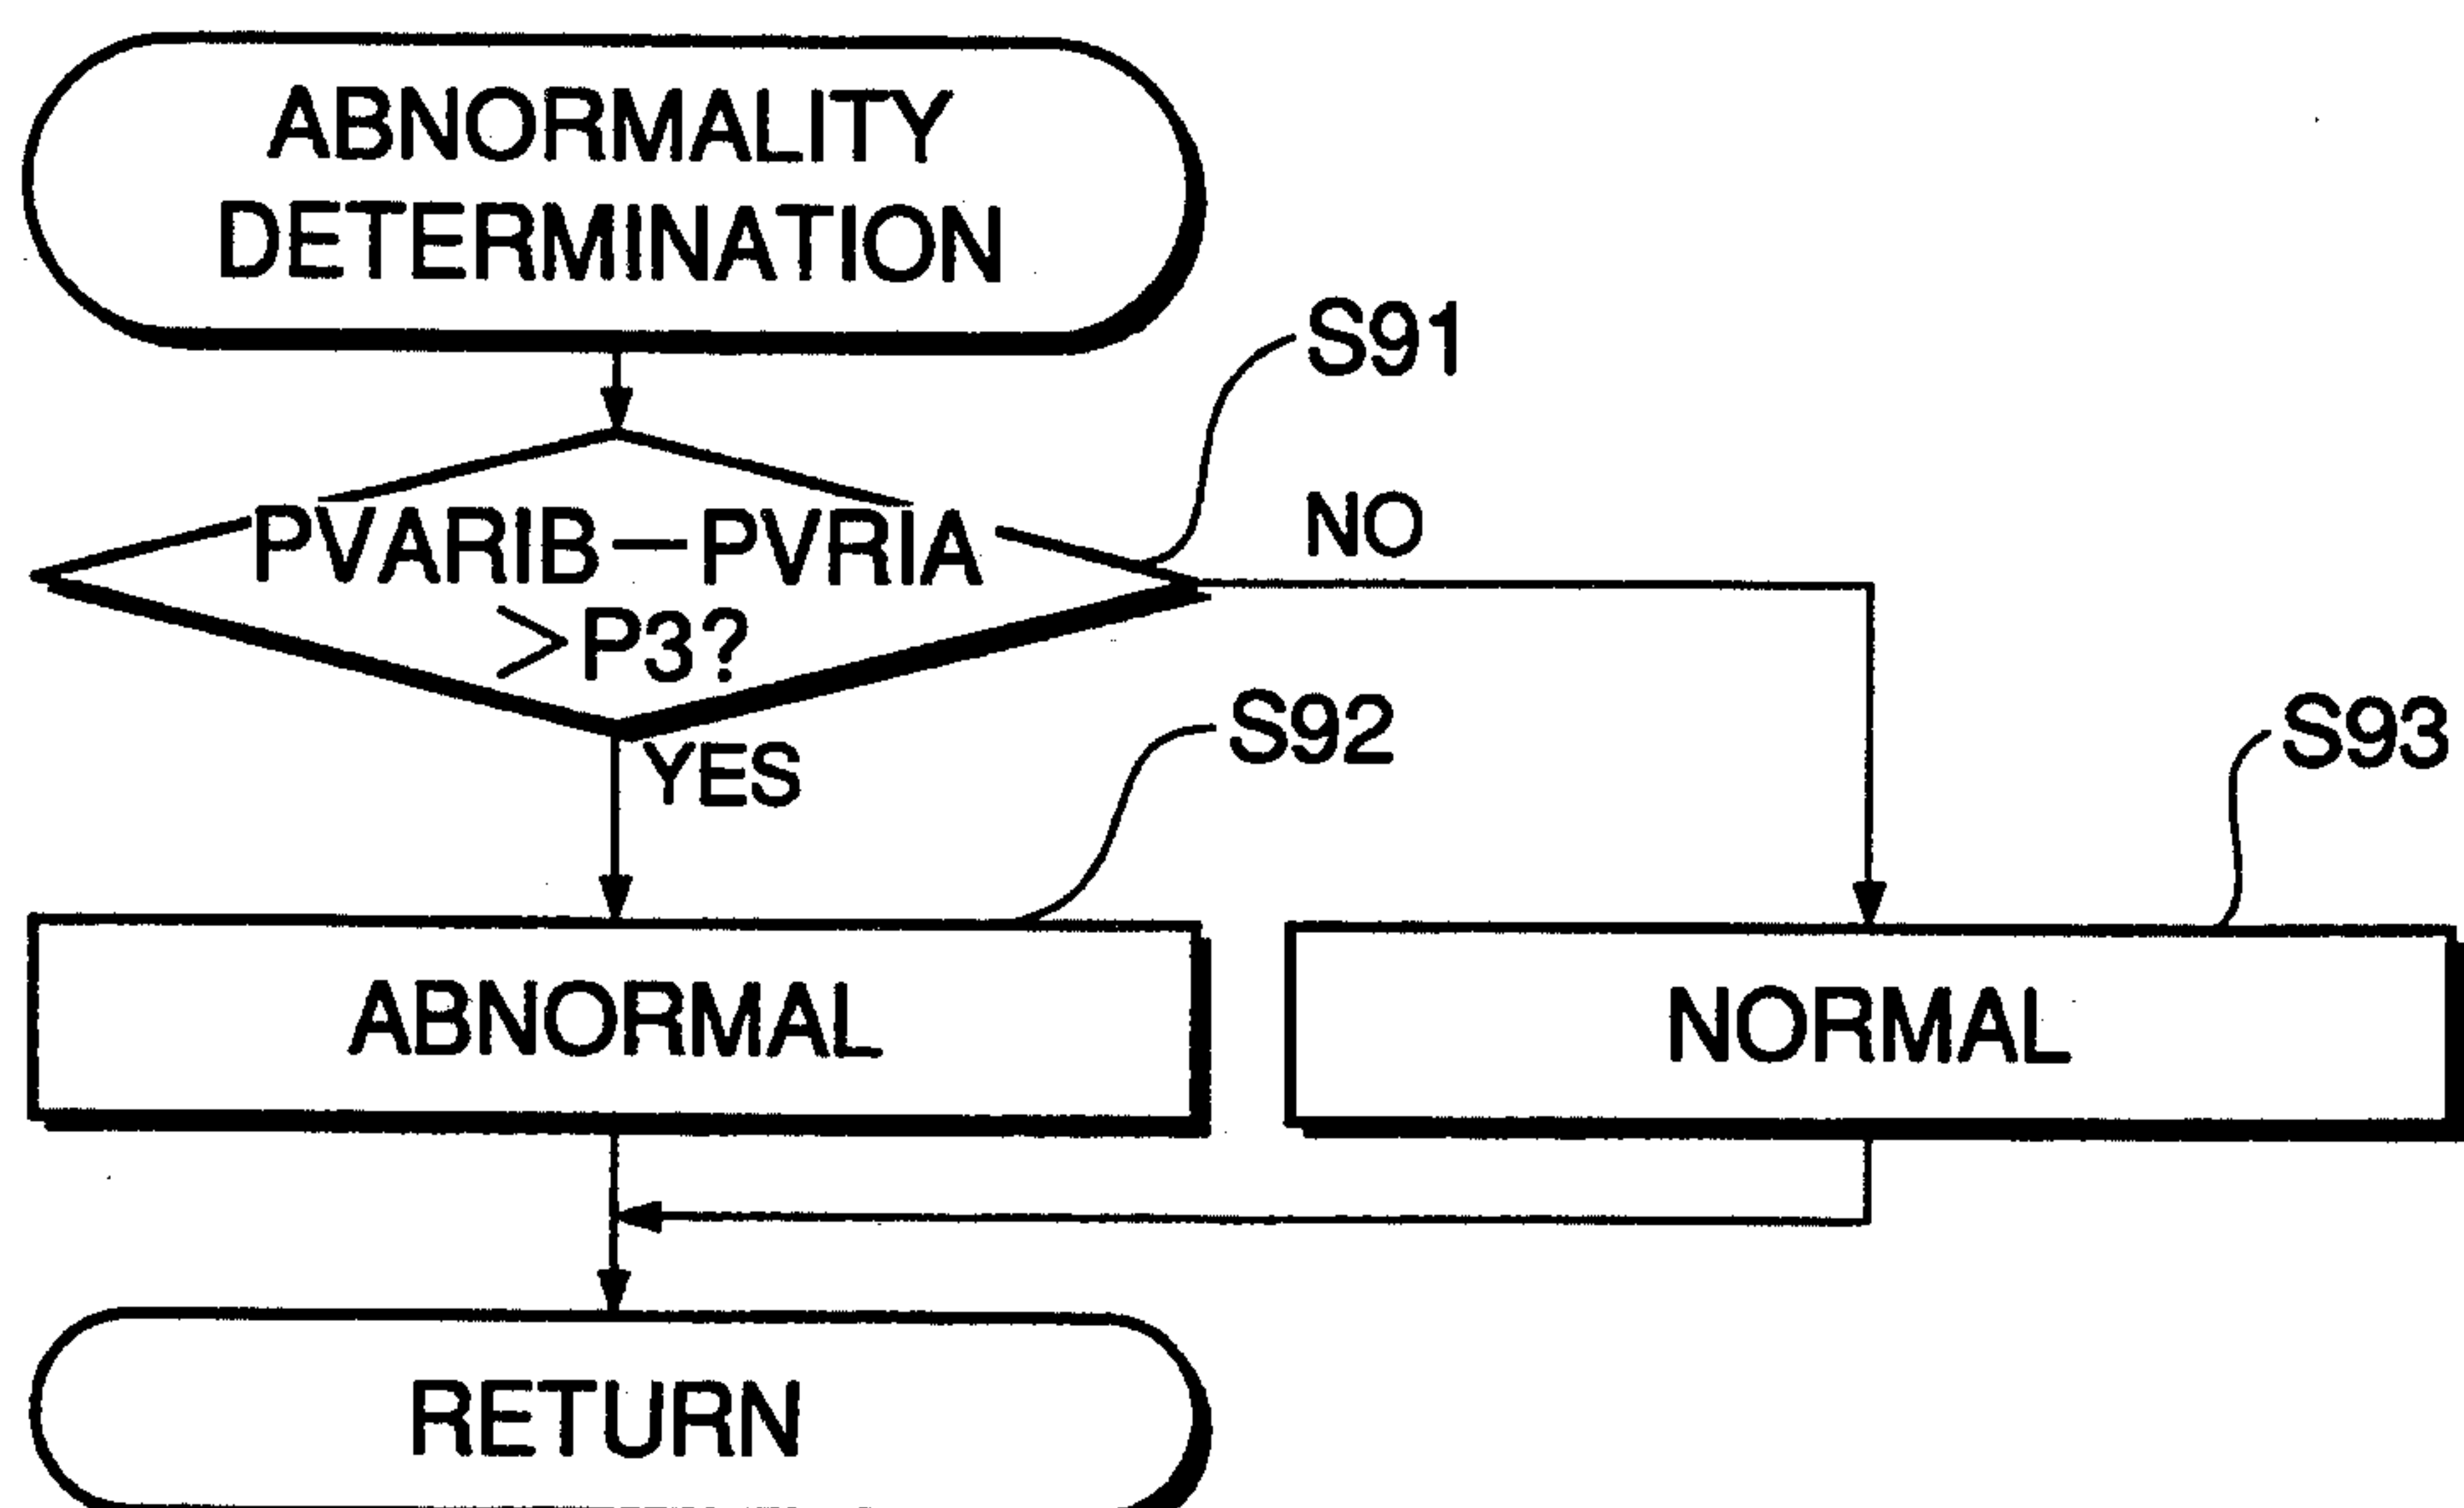 ABNORMALITY
DETERMINATION
S91
PVARIB−PVRIA
>P3?
NO
YES
S92
S93
ABNORMAL
NORMAL
RETURN